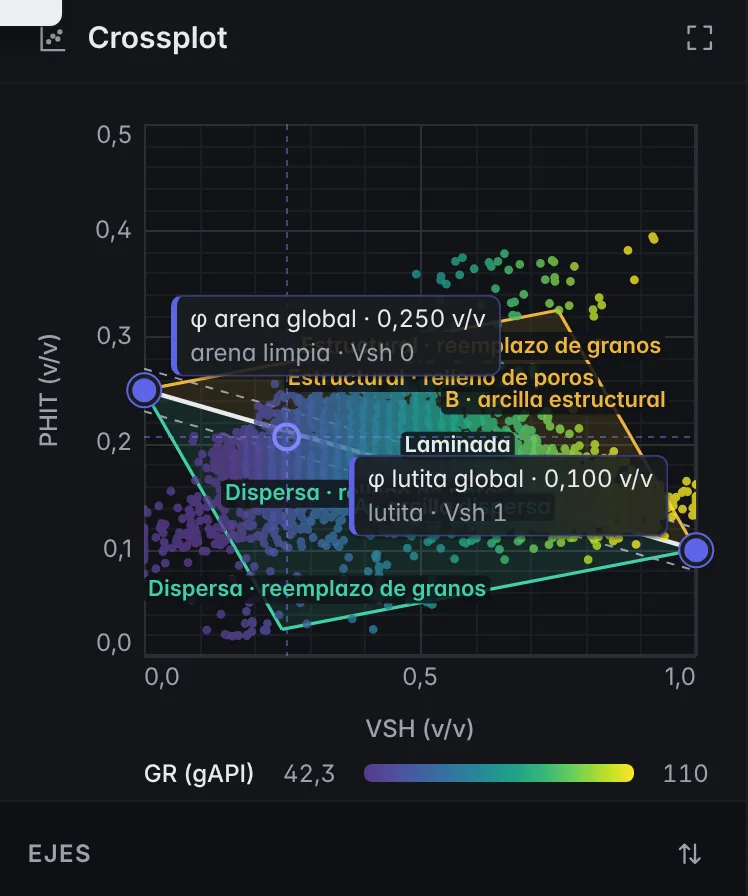 Crossplot
0,5
0,4
0,3
0,2
0,1
0,0
PHIT (v/v)
φ arena global · 0,250 v/v
arena limpia · Vsh 0
Estructural · reemplazo de granos
Estructural · relleno de poros
B · arcilla estructural
Laminada
φ lutita global · 0,100 v/v
lutita · Vsh 1
Dispersa ·
dispersa
Dispersa · reemplazo de granos
0,0
0,5
1,0
VSH (v/v)
GR (gAPI)
42,3
110
EJES